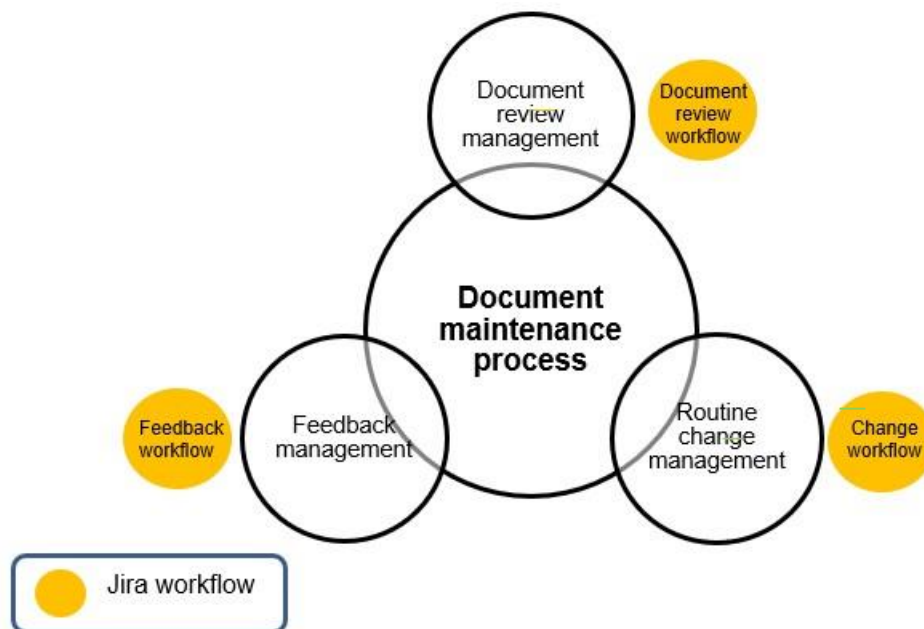 Document
review
management
Document
review
workflow
Document
maintenance
process
Feedback
workflow
Feedback
management
Routine
change
management
Change
workflow
Jira workflow